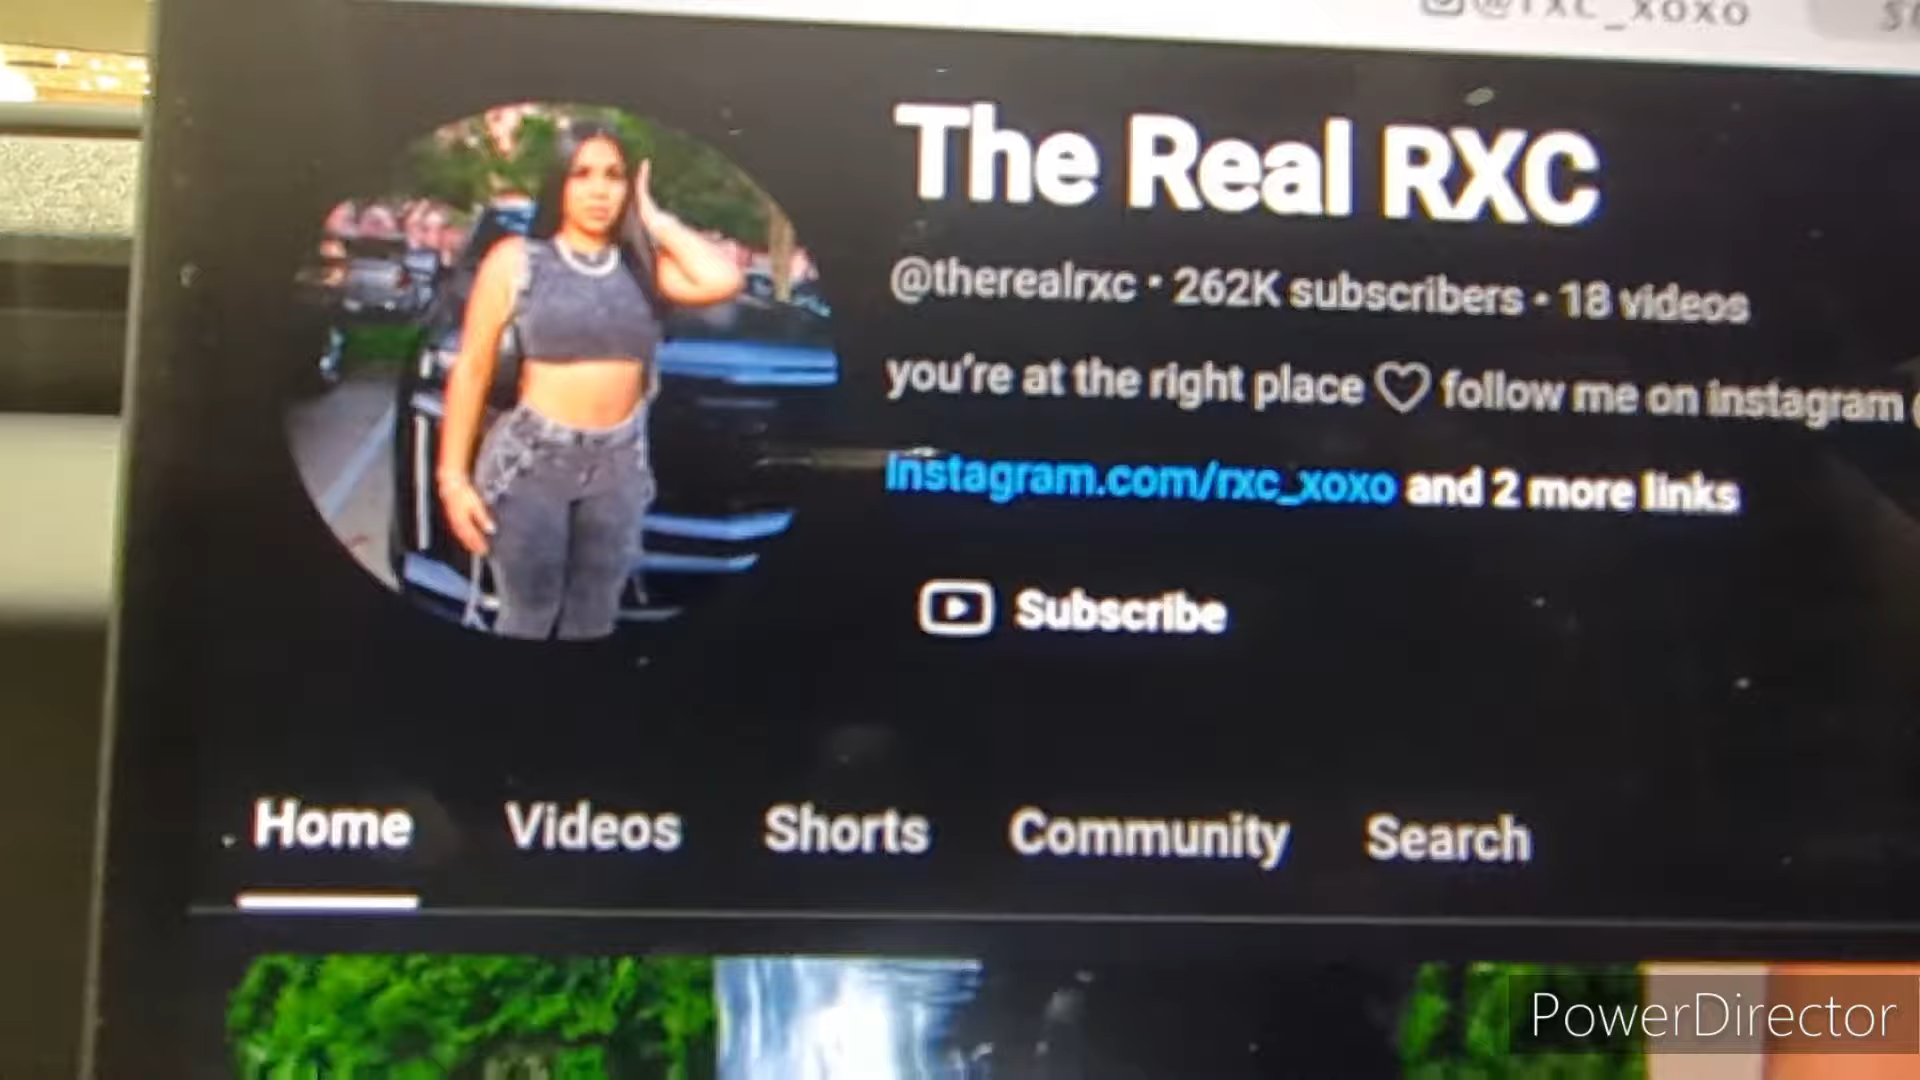 @rxc_xoxo
The Real RXC
@therealrxc • 262K subscribers • 18 videos
you're at the right place ♡ follow me on instagram
instagram.com/rxc_xoxo and 2 more links
Subscribe
Home Videos Shorts Community Search
PowerDirector